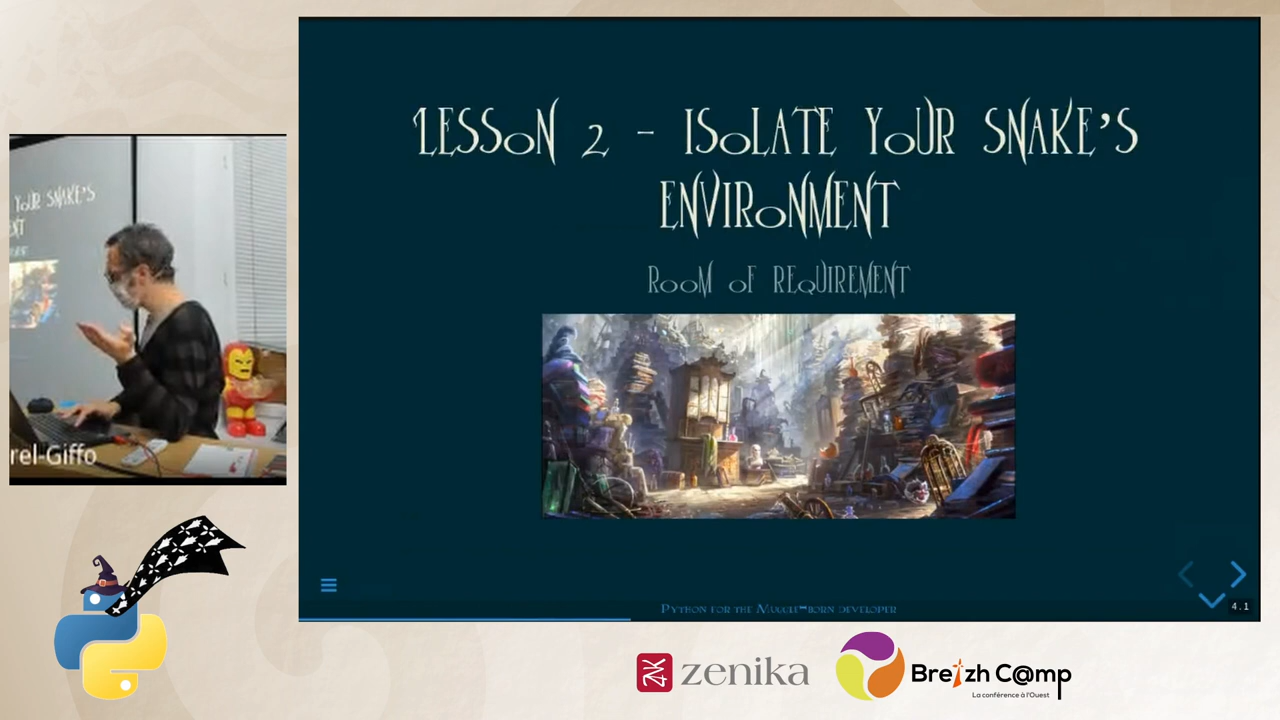 LESSON 2 - ISOLATE YOUR SNAKE'S
ENVIRONMENT
ROOM OF REQUIREMENT
YOUR SNAKE'S
rel-Giffo
PYTHON FOR THE MUGGLE-BORN DEVELOPER
4.1
zenika
Breizh C@mp
La conférence à l'Ouest